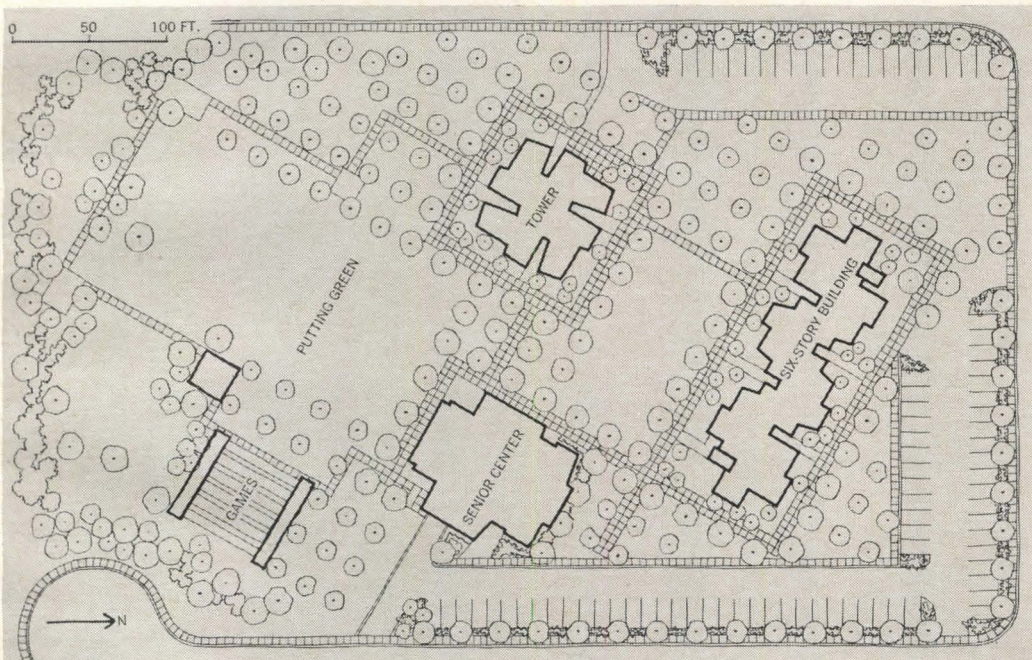 0 50 100 FT.
TOWER
PUTTING GREEN
SIX-STORY BUILDING
SENIOR CENTER
GAMES
N